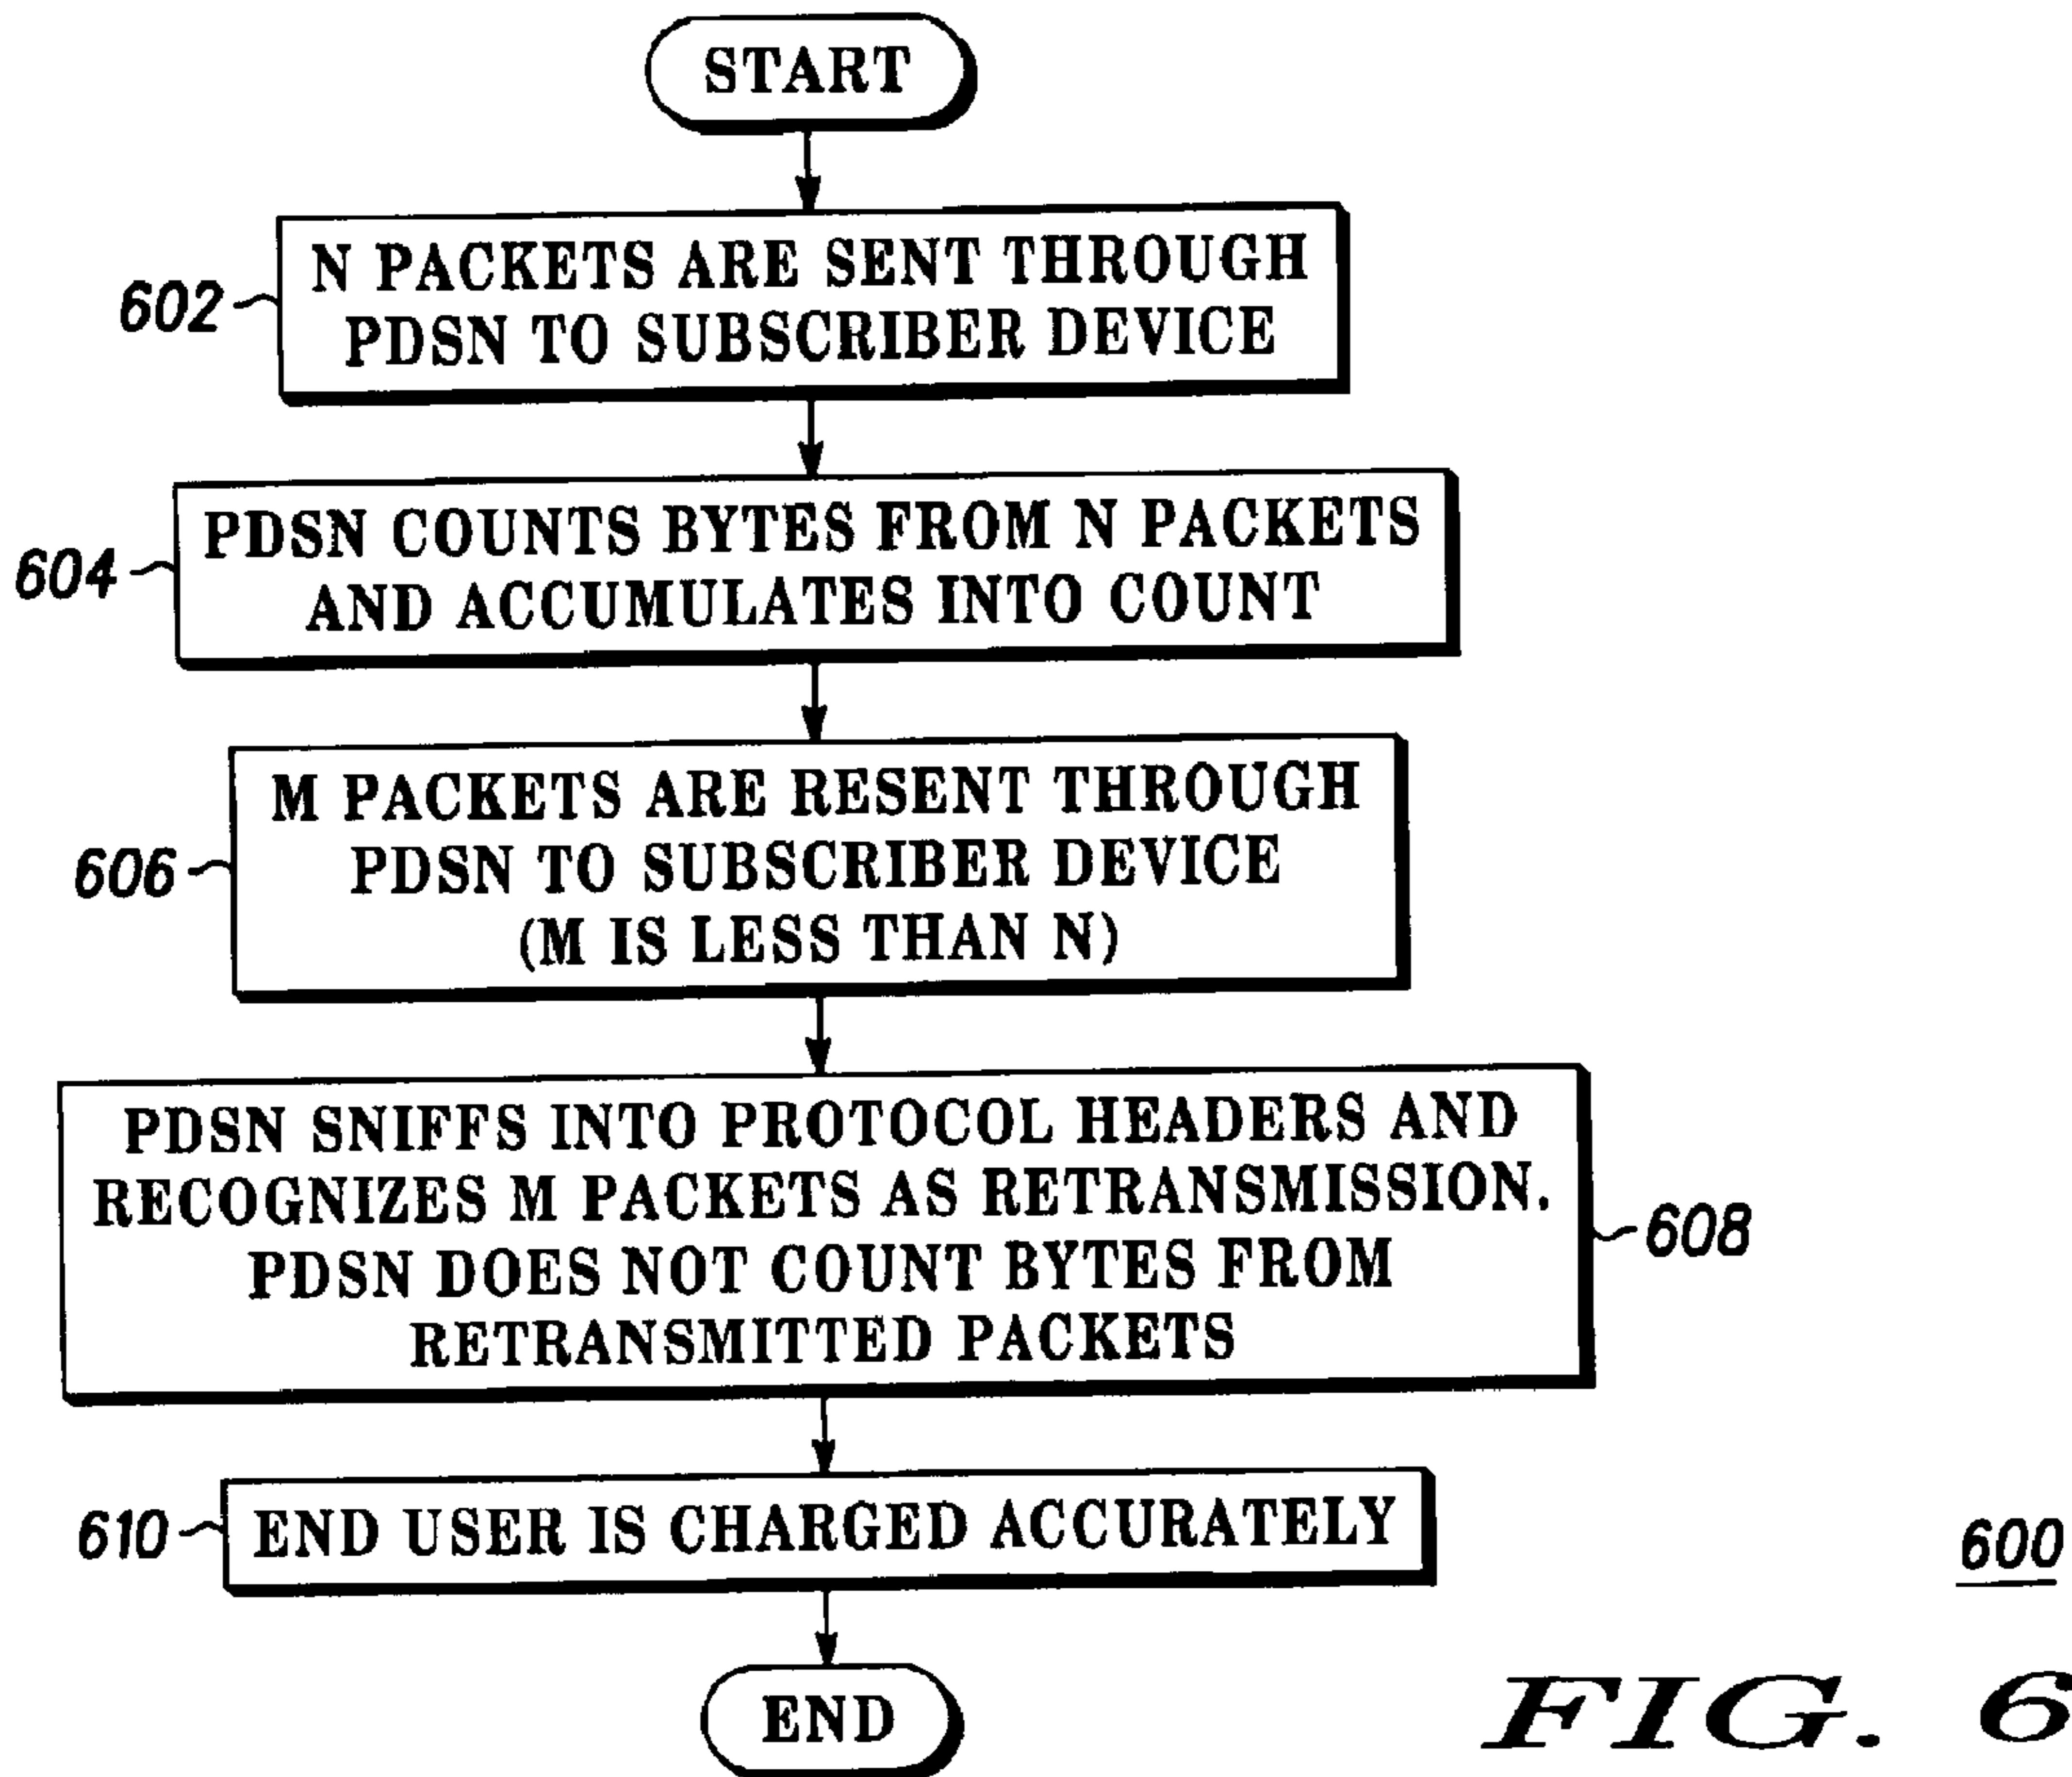 START
602
N PACKETS ARE SENT THROUGH
PDSN TO SUBSCRIBER DEVICE
604
PDSN COUNTS BYTES FROM N PACKETS
AND ACCUMULATES INTO COUNT
606
M PACKETS ARE RESENT THROUGH
PDSN TO SUBSCRIBER DEVICE
(M IS LESS THAN N)
PDSN SNIFFS INTO PROTOCOL HEADERS AND
RECOGNIZES M PACKETS AS RETRANSMISSION.
PDSN DOES NOT COUNT BYTES FROM
RETRANSMITTED PACKETS
608
610
END USER IS CHARGED ACCURATELY
600
END
FIG. 6